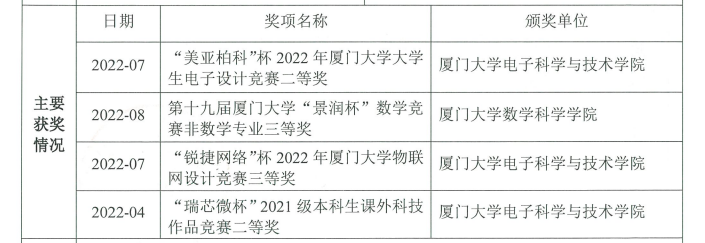 日期 奖项名称 颁奖单位
主要
获奖
情况
2022-07 “美亚柏科”杯 2022 年厦门大学大学
生电子设计竞赛二等奖 厦门大学电子科学与技术学院
2022-08 第十九届厦门大学“景润杯”数学竞
赛非数学专业三等奖 厦门大学数学科学学院
2022-07 “锐捷网络”杯 2022 年厦门大学物联
网设计竞赛三等奖 厦门大学电子科学与技术学院
2022-04 “瑞芯微杯”2021 级本科生课外科技
作品竞赛二等奖 厦门大学电子科学与技术学院